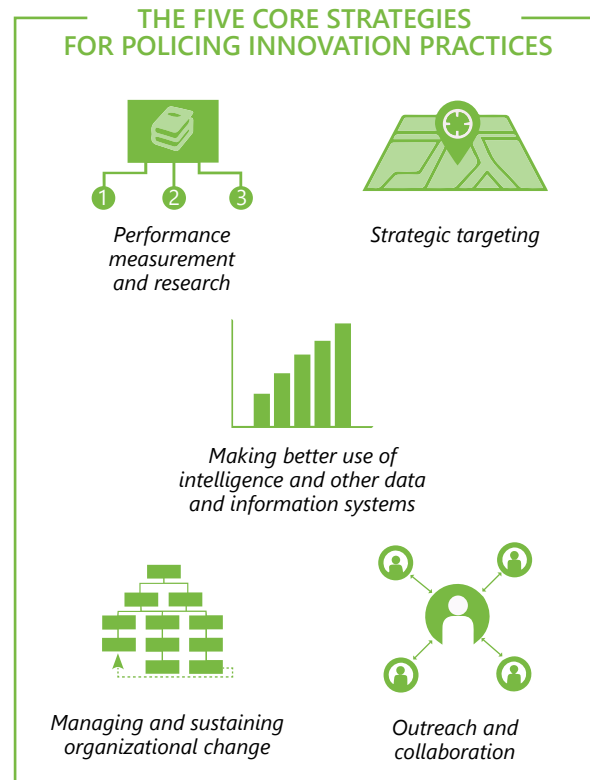 THE FIVE CORE STRATEGIES
FOR POLICING INNOVATION PRACTICES
1 2 3
Performance
measurement
and research
Strategic targeting
Making better use of
intelligence and other data
and information systems
Managing and sustaining
organizational change
Outreach and
collaboration